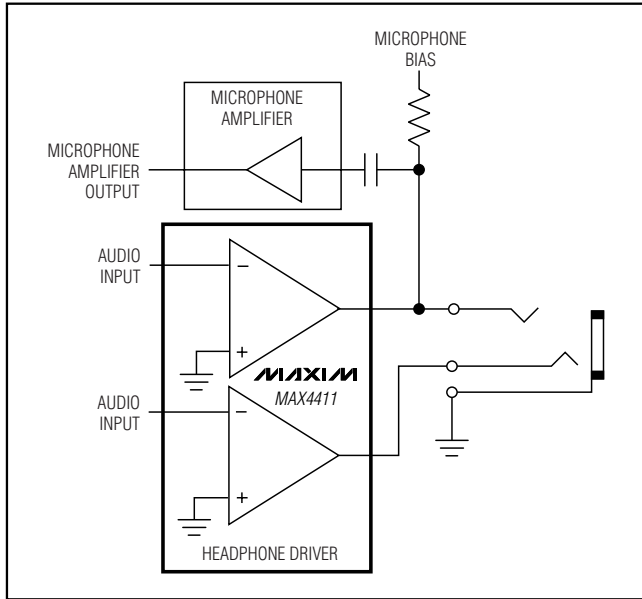 MICROPHONE
BIAS
MICROPHONE
AMPLIFIER
MICROPHONE
AMPLIFIER
OUTPUT
AUDIO
INPUT
−
+
MAXIM
MAX4411
AUDIO
INPUT
−
+
HEADPHONE DRIVER